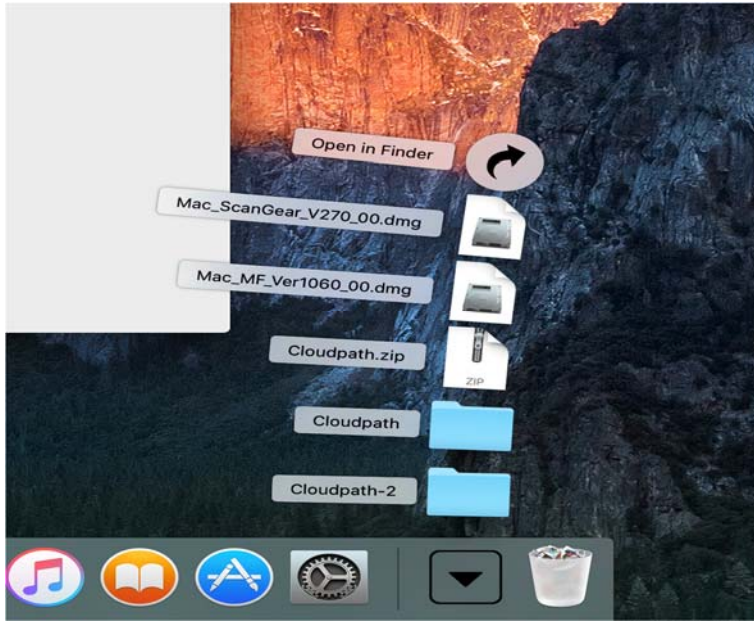 Open in Finder
Mac_ScanGear_V270_00.dmg
Mac_MF_Ver1060_00.dmg
Cloudpath.zip
ZIP
Cloudpath
Cloudpath-2